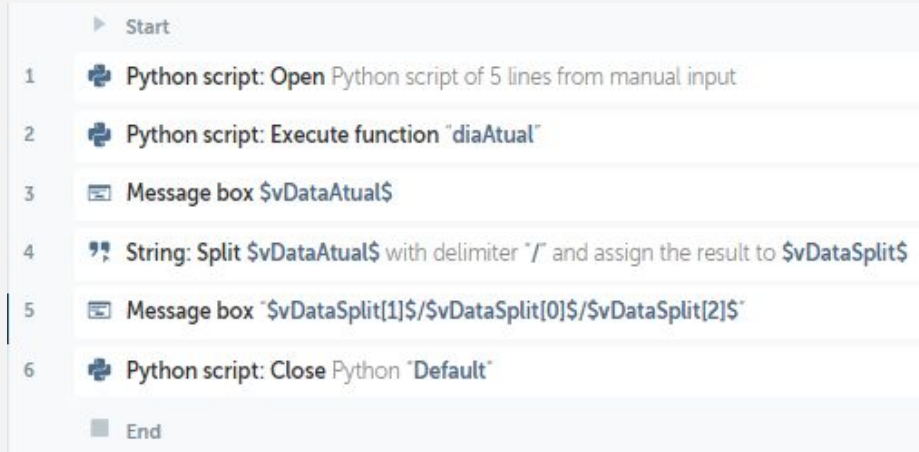 Start
1 Python script: Open Python script of 5 lines from manual input
2 Python script: Execute function "diaAtual"
3 Message box $vDataAtual$
4 String: Split $vDataAtual$ with delimiter "/" and assign the result to $vDataSplit$
5 Message box "$vDataSplit[1]$/$vDataSplit[0]$/$vDataSplit[2]$"
6 Python script: Close Python "Default"
End